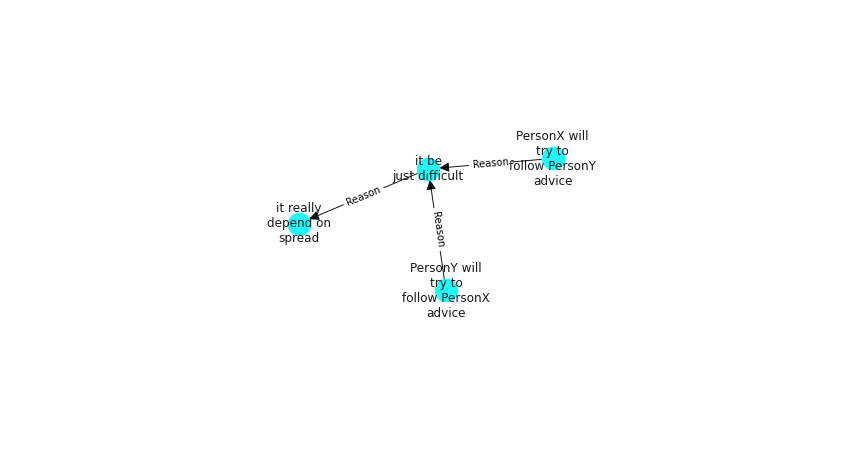 PersonX will
try to
follow PersonY
advice
Reason
it be
just difficult
Reason
it really
depend on
spread
Reason
PersonY will
try to
follow PersonX
advice